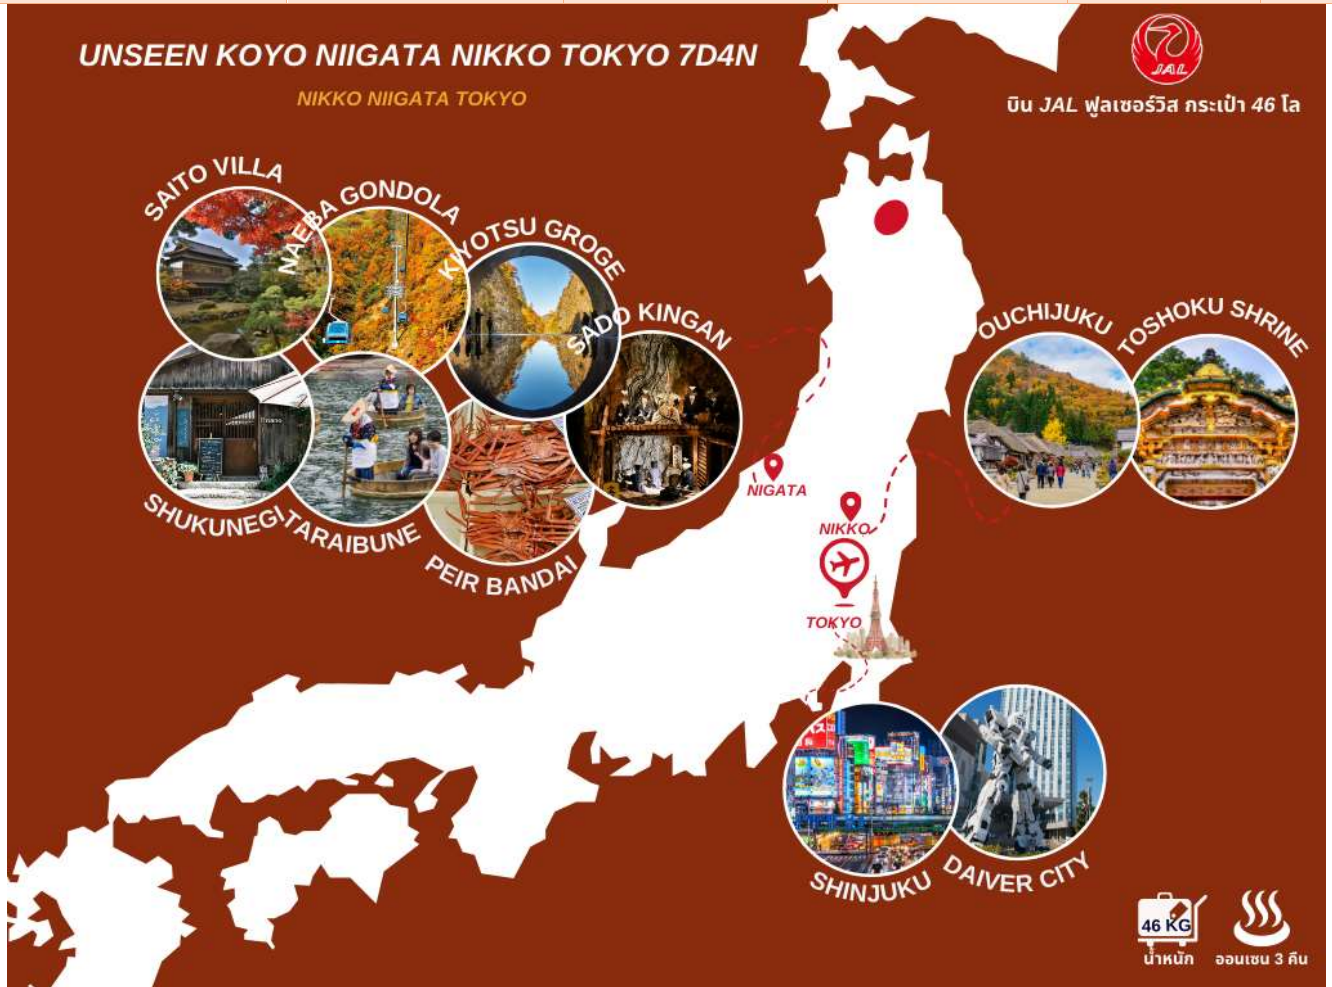 UNSEEN KOYO NIIGATA NIKKO TOKYO 7D4N
NIKKO NIIGATA TOKYO
JAL
บิน JAL ฟูลเซอร์วิส กระเป๋า 46 โล
SAITO VILLA
NAEBA GONDOLA
KIYOTSU GROGE
SADO KINGAN
OUCHIJUKU
TOSHOKU SHRINE
SHUKUNEGI
TARAIBUNE
PEIR BANDAI
NIGATA
NIKKO
TOKYO
SHINJUKU
DAIVER CITY
46 KG
น้ำหนัก
ออนเซน 3 คืน